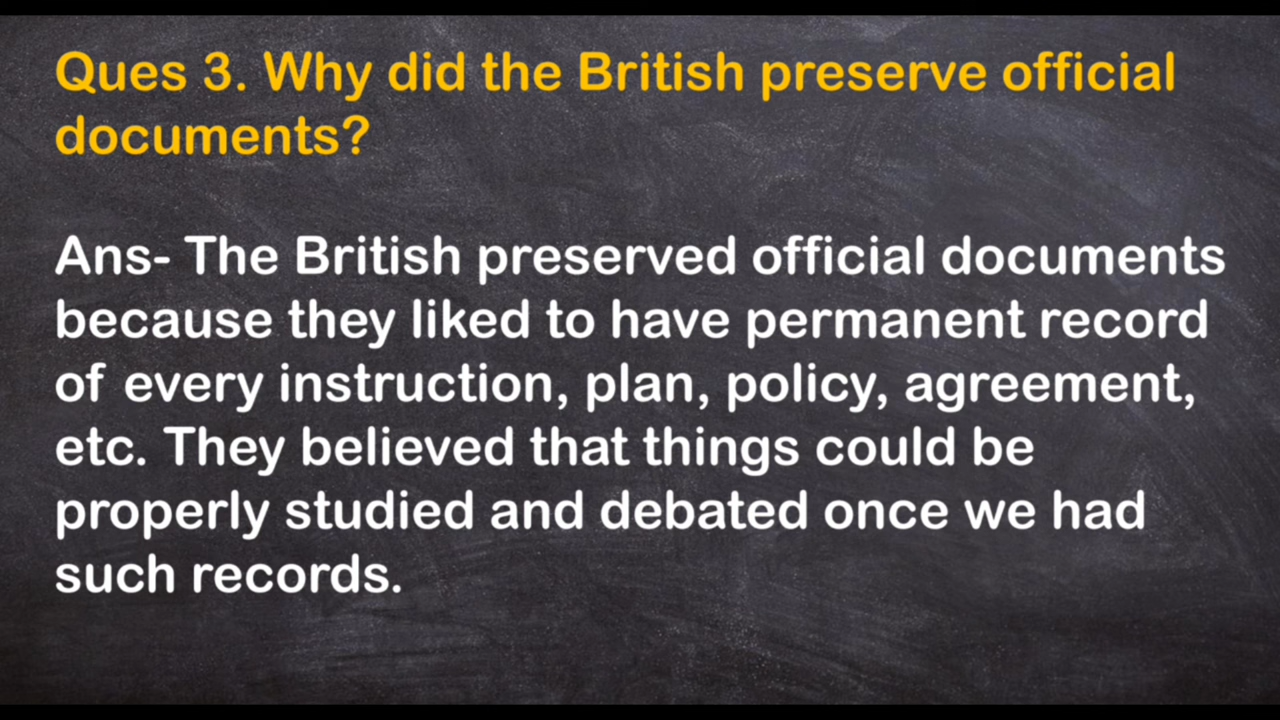 Ques 3. Why did the British preserve official
documents?
Ans- The British preserved official documents
because they liked to have permanent record
of every instruction, plan, policy, agreement,
etc. They believed that things could be
properly studied and debated once we had
such records.